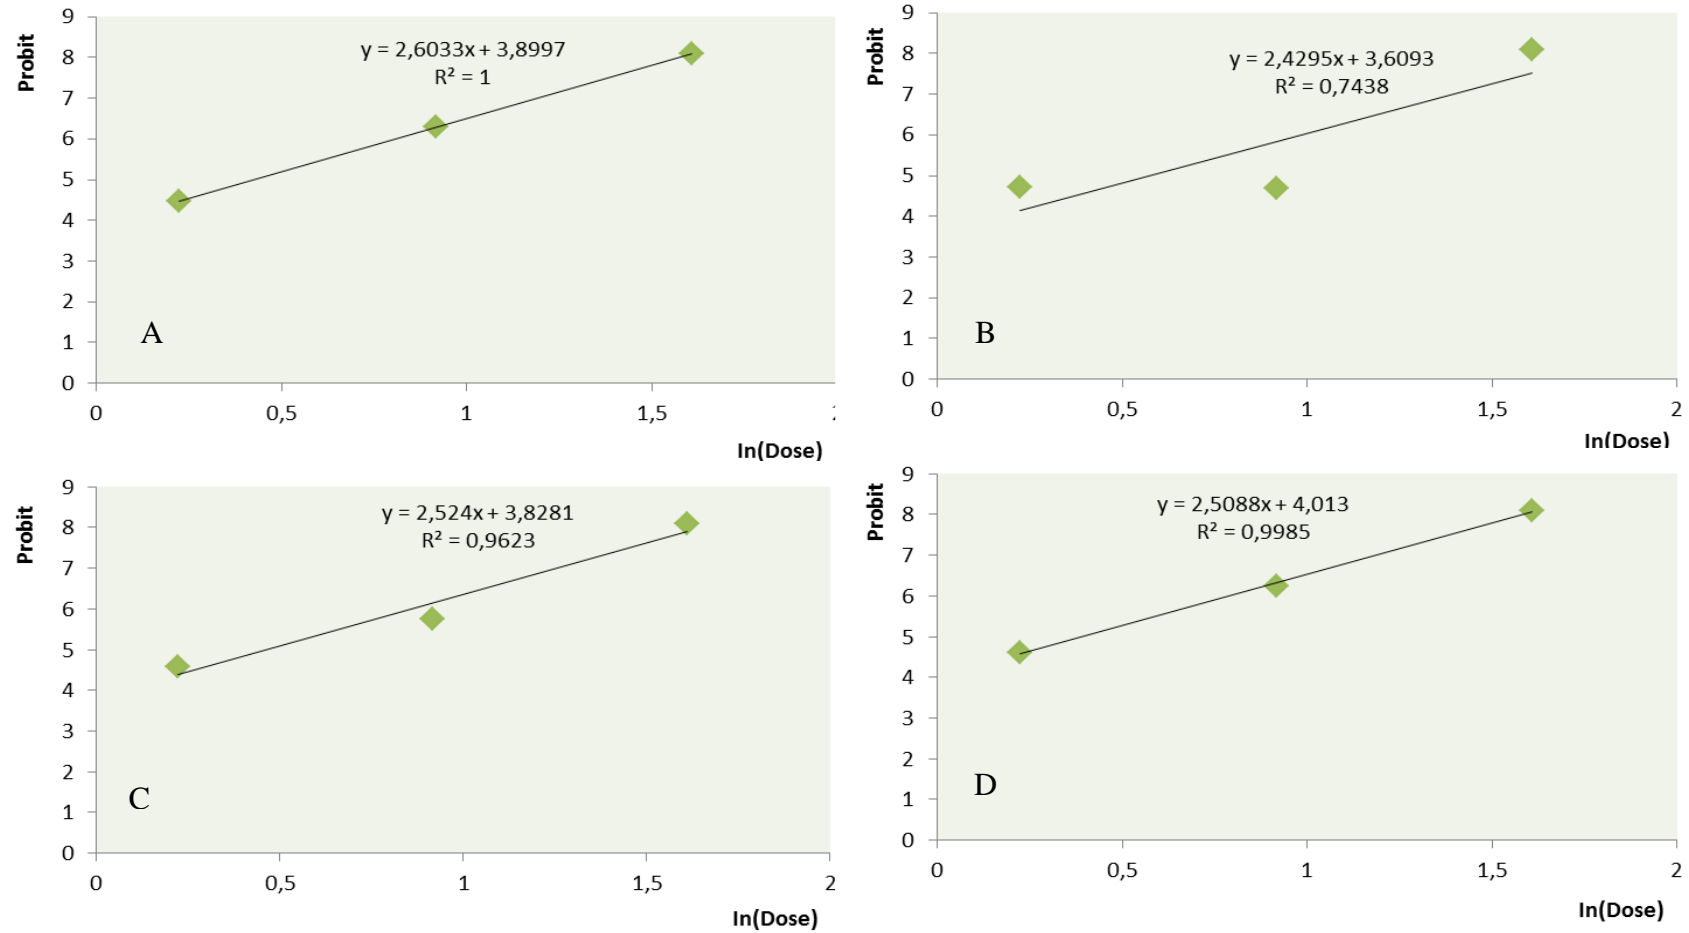 Probit
9
8
7
6
5
4
3
2
1
0
y = 2,6033x + 3,8997
R² = 1
A
0 0,5 1 1,5
ln(Dose)
Probit
9
8
7
6
5
4
3
2
1
0
y = 2,4295x + 3,6093
R² = 0,7438
B
0 0,5 1 1,5 2
ln(Dose)
Probit
9
8
7
6
5
4
3
2
1
0
y = 2,524x + 3,8281
R² = 0,9623
C
0 0,5 1 1,5 2
ln(Dose)
Probit
9
8
7
6
5
4
3
2
1
0
y = 2,5088x + 4,013
R² = 0,9985
D
0 0,5 1 1,5 2
ln(Dose)